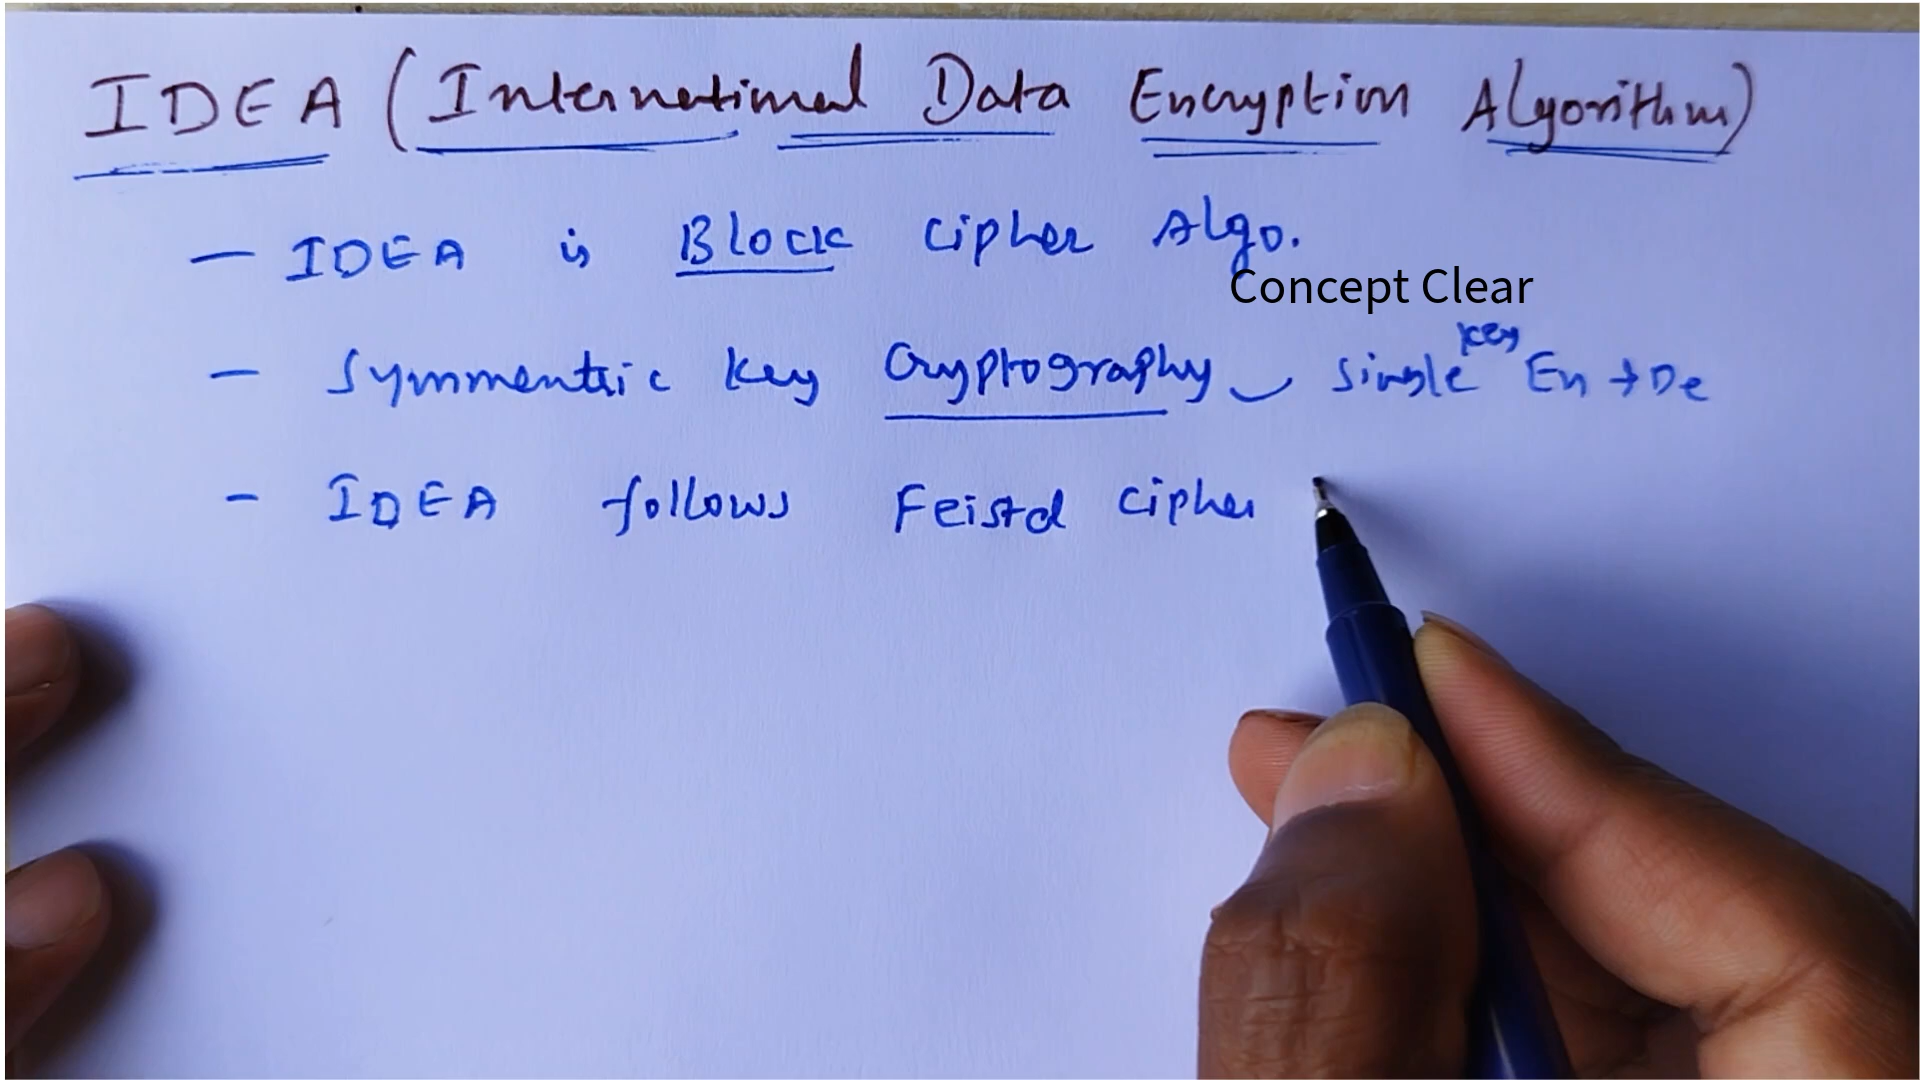 IDEA (International Data Encryption Algorithm)
- IDEA is Block Cipher Algo.
Concept Clear
- Symmentric Key Cryptography - Single key En → De
- IDEA follows Feistel Cipher